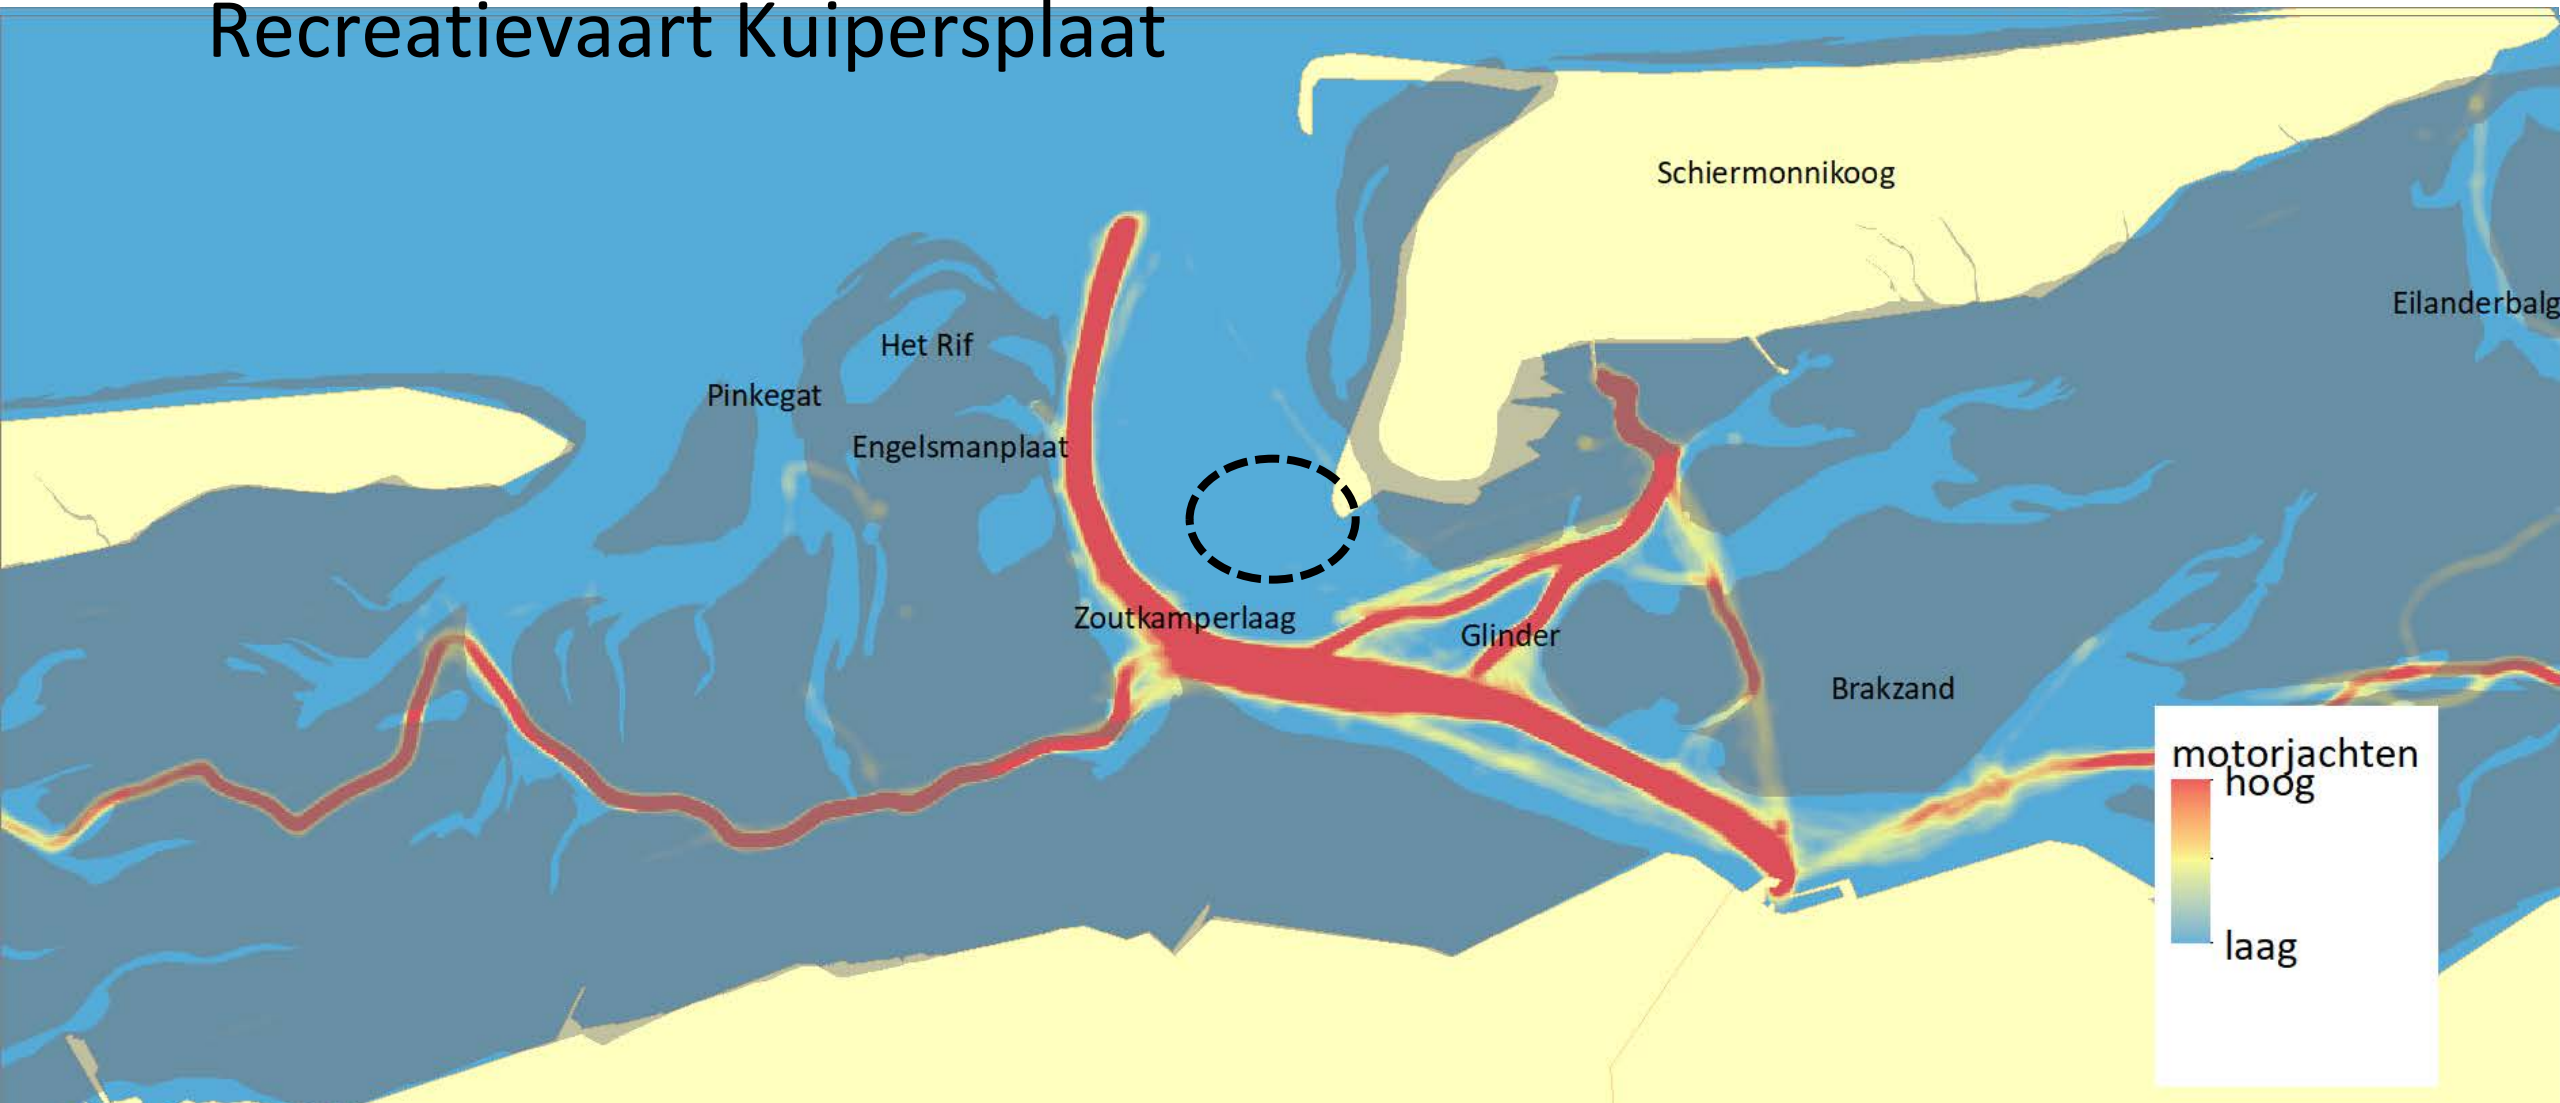 Recreatievaart Kuipersplaat
Schiermonnikoog
Eilanderbalg
Het Rif
Pinkegat
Engelsmanplaat
Zoutkamperlaag
Glinder
Brakzand
motorjachten
hoog
laag